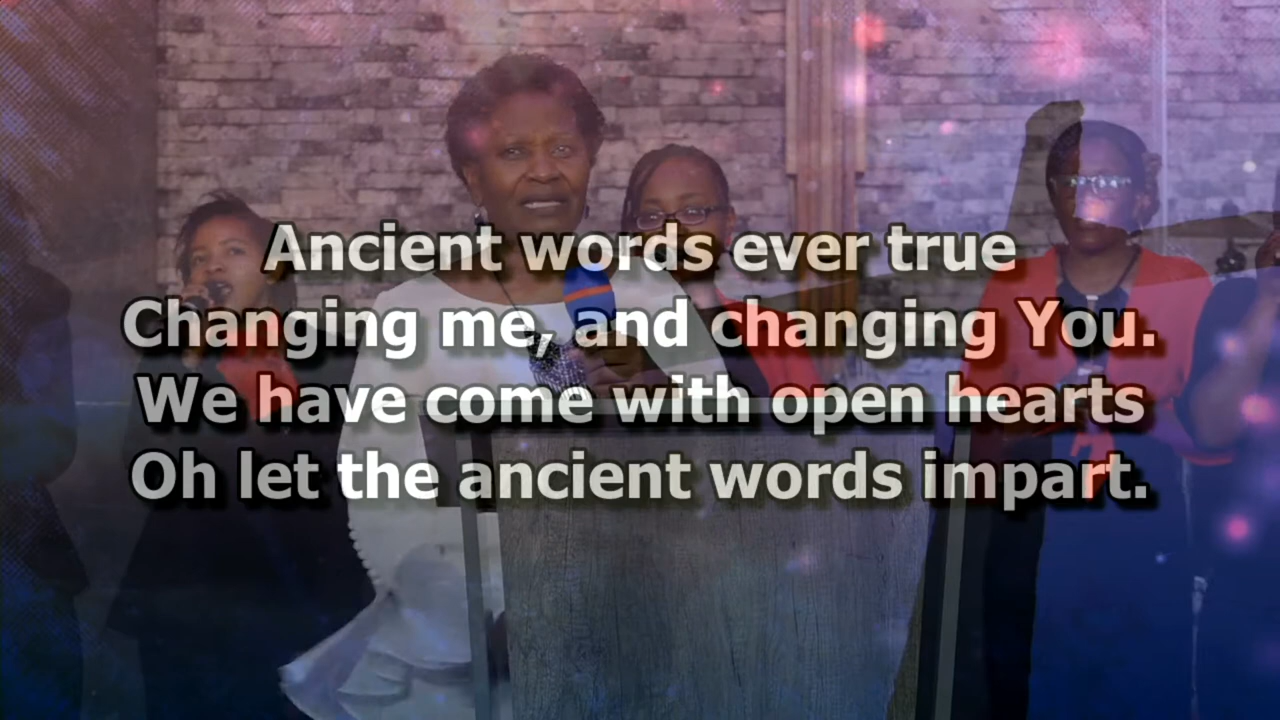 Ancient words ever true
Changing me, and changing You.
We have come with open hearts
Oh let the ancient words impart.